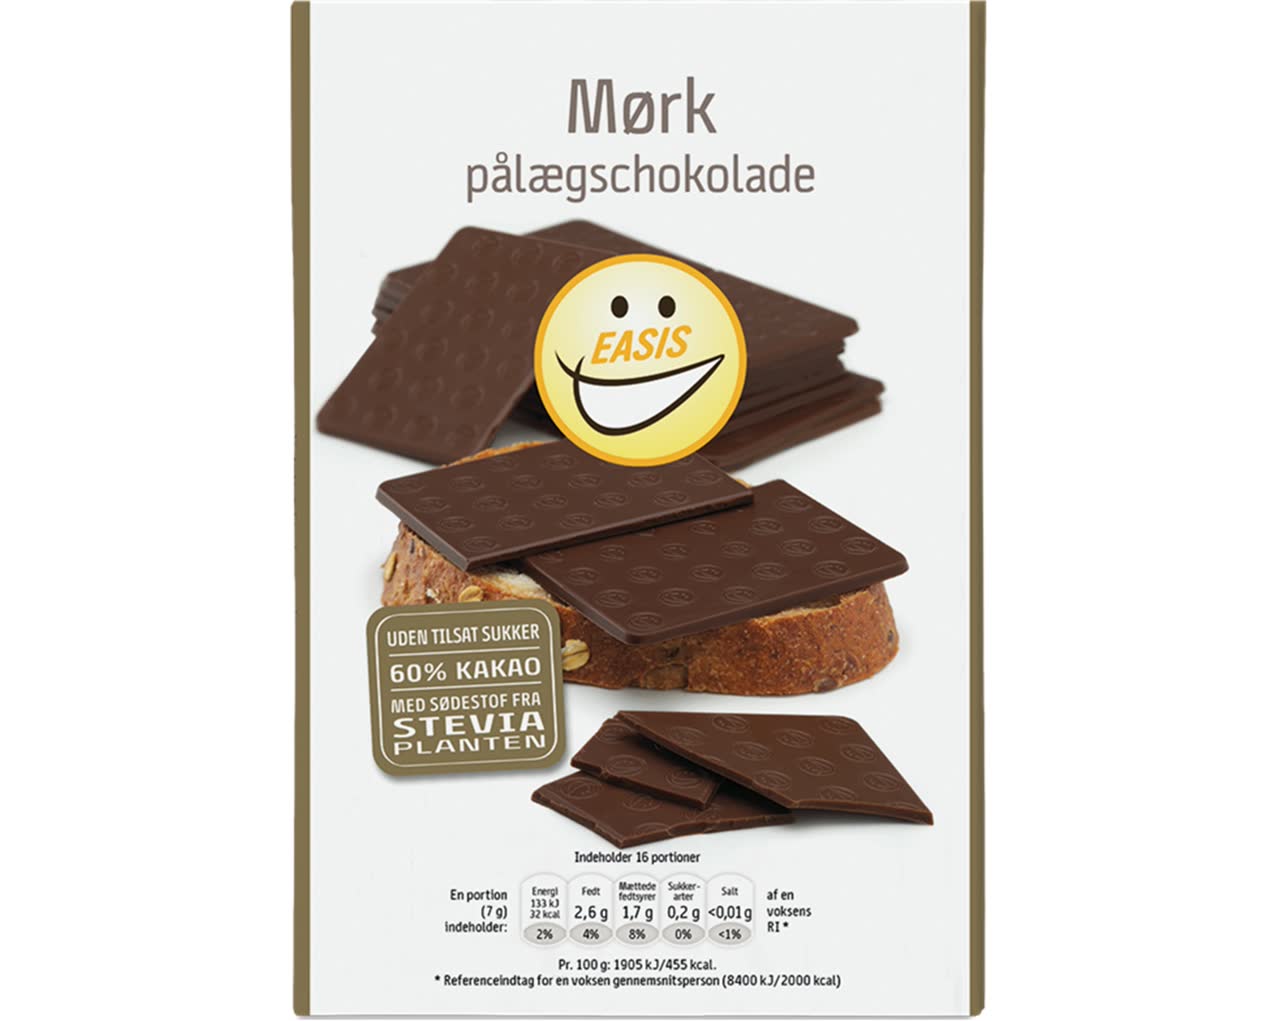 Mørk
pålægschokolade
EASIS
UDEN TILSAT SUKKER
60% KAKAO
MED SØDESTOF FRA
STEVIA
PLANTEN
Indeholder 16 portioner
En portion
(7 g)
indeholder:
Energi
133 kJ
32 kcal
2%
Fedt
2,6 g
4%
Mættede
fedtsyrer
1,7 g
8%
Sukker-
arter
0,2 g
0%
Salt
<0,01 g
<1%
af en
voksens
RI *
Pr. 100 g: 1905 kJ/455 kcal.
* Referenceindtag for en voksen gennemsnitsperson (8400 kJ/2000 kcal)